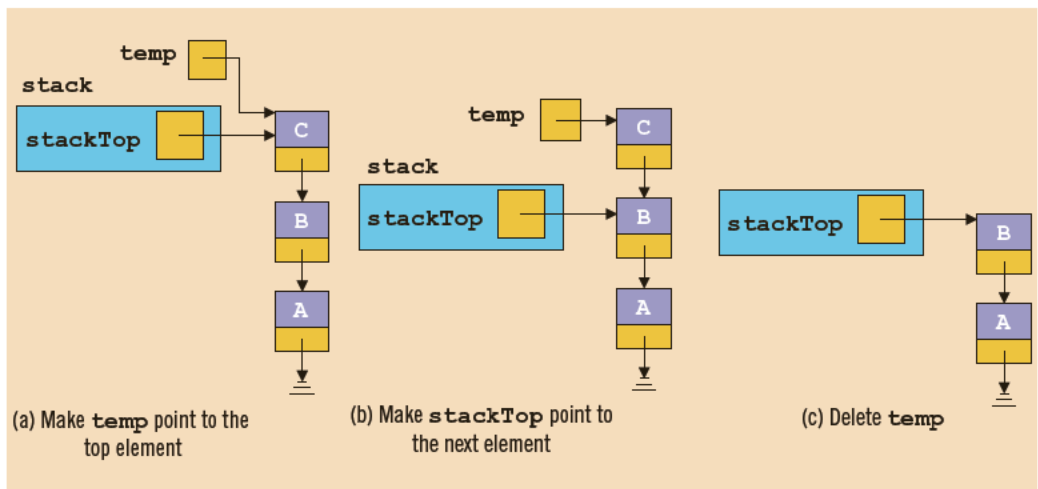 temp
stack
stackTop
C
B
A
(a) Make temp point to the
top element
temp
C
stack
stackTop
B
A
(b) Make stackTop point to
the next element
stackTop
B
A
(c) Delete temp